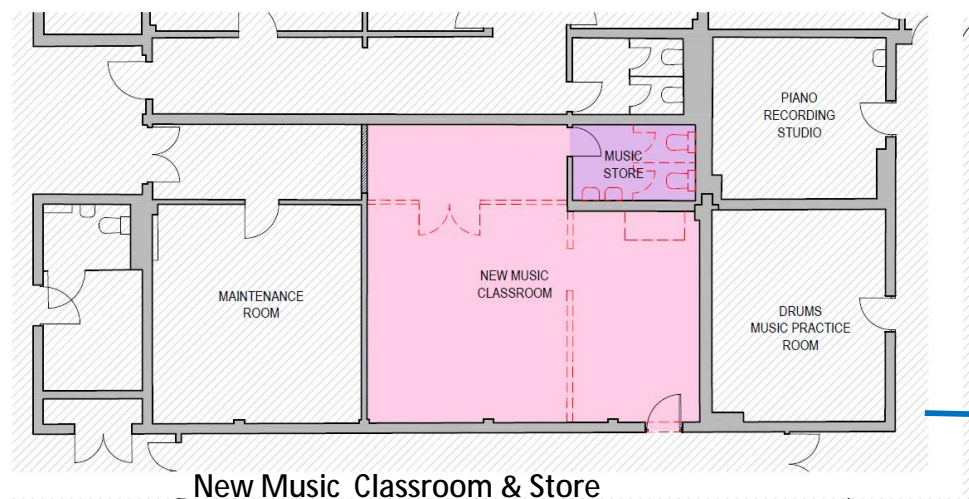 PIANO
RECORDING
STUDIO
MUSIC
STORE
NEW MUSIC
CLASSROOM
MAINTENANCE
ROOM
DRUMS
MUSIC PRACTICE
ROOM
New Music Classroom & Store